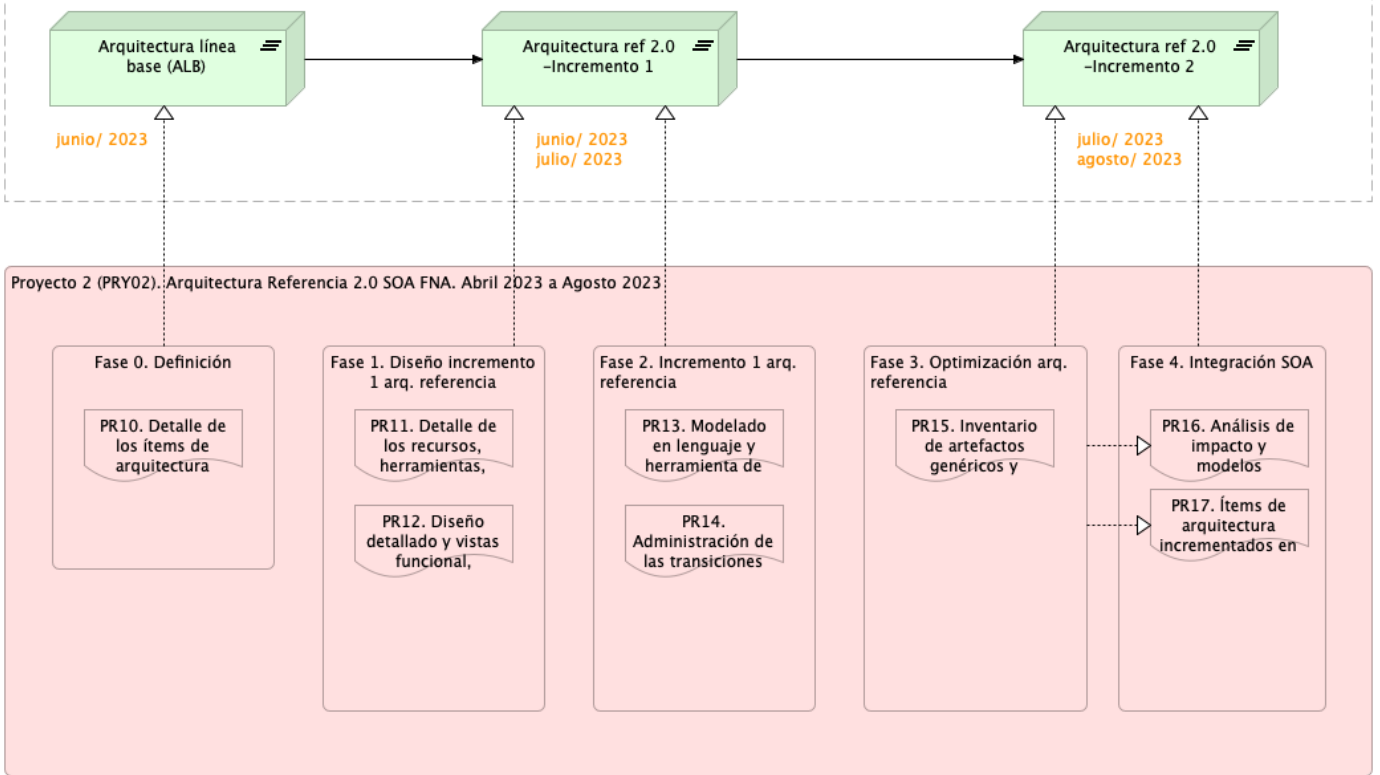 Arquitectura línea
base (ALB)
Arquitectura ref 2.0
-Incremento 1
Arquitectura ref 2.0
-Incremento 2
junio/ 2023
junio/ 2023
julio/ 2023
julio/ 2023
agosto/ 2023
Proyecto 2 (PRY02). Arquitectura Referencia 2.0 SOA FNA. Abril 2023 a Agosto 2023
Fase 0. Definición
PR10. Detalle de
los ítems de
arquitectura
Fase 1. Diseño incremento
1 arq. referencia
PR11. Detalle de
los recursos,
herramientas,
PR12. Diseño
detallado y vistas
funcional,
Fase 2. Incremento 1 arq.
referencia
PR13. Modelado
en lenguaje y
herramienta de
PR14.
Administración de
las transiciones
Fase 3. Optimización arq.
referencia
PR15. Inventario
de artefactos
genéricos y
Fase 4. Integración SOA
PR16. Análisis de
impacto y
modelos
PR17. Ítems de
arquitectura
incrementados en